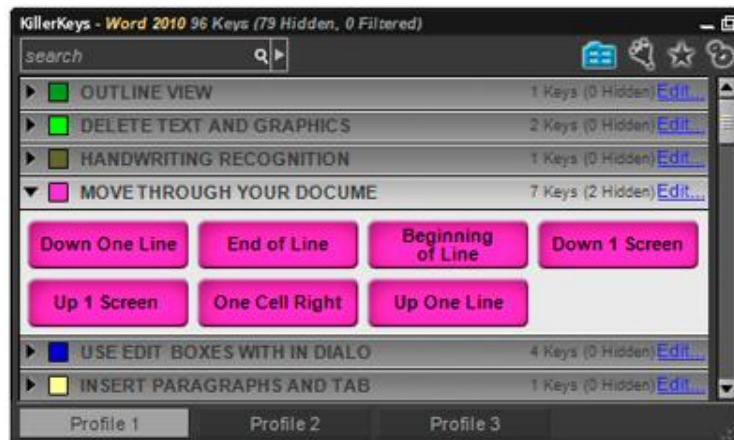 KillerKeys - Word 2010 96 Keys (79 Hidden, 0 Filtered)
search
OUTLINE VIEW 1 Keys (0 Hidden) Edit...
DELETE TEXT AND GRAPHICS 2 Keys (0 Hidden) Edit...
HANDWRITING RECOGNITION 1 Keys (0 Hidden) Edit...
MOVE THROUGH YOUR DOCUME 7 Keys (2 Hidden) Edit...
Down One Line End of Line Beginning of Line Down 1 Screen
Up 1 Screen One Cell Right Up One Line
USE EDIT BOXES WITH IN DIALO 4 Keys (0 Hidden) Edit...
INSERT PARAGRAPHS AND TAB 1 Keys (0 Hidden) Edit...
Profile 1 Profile 2 Profile 3